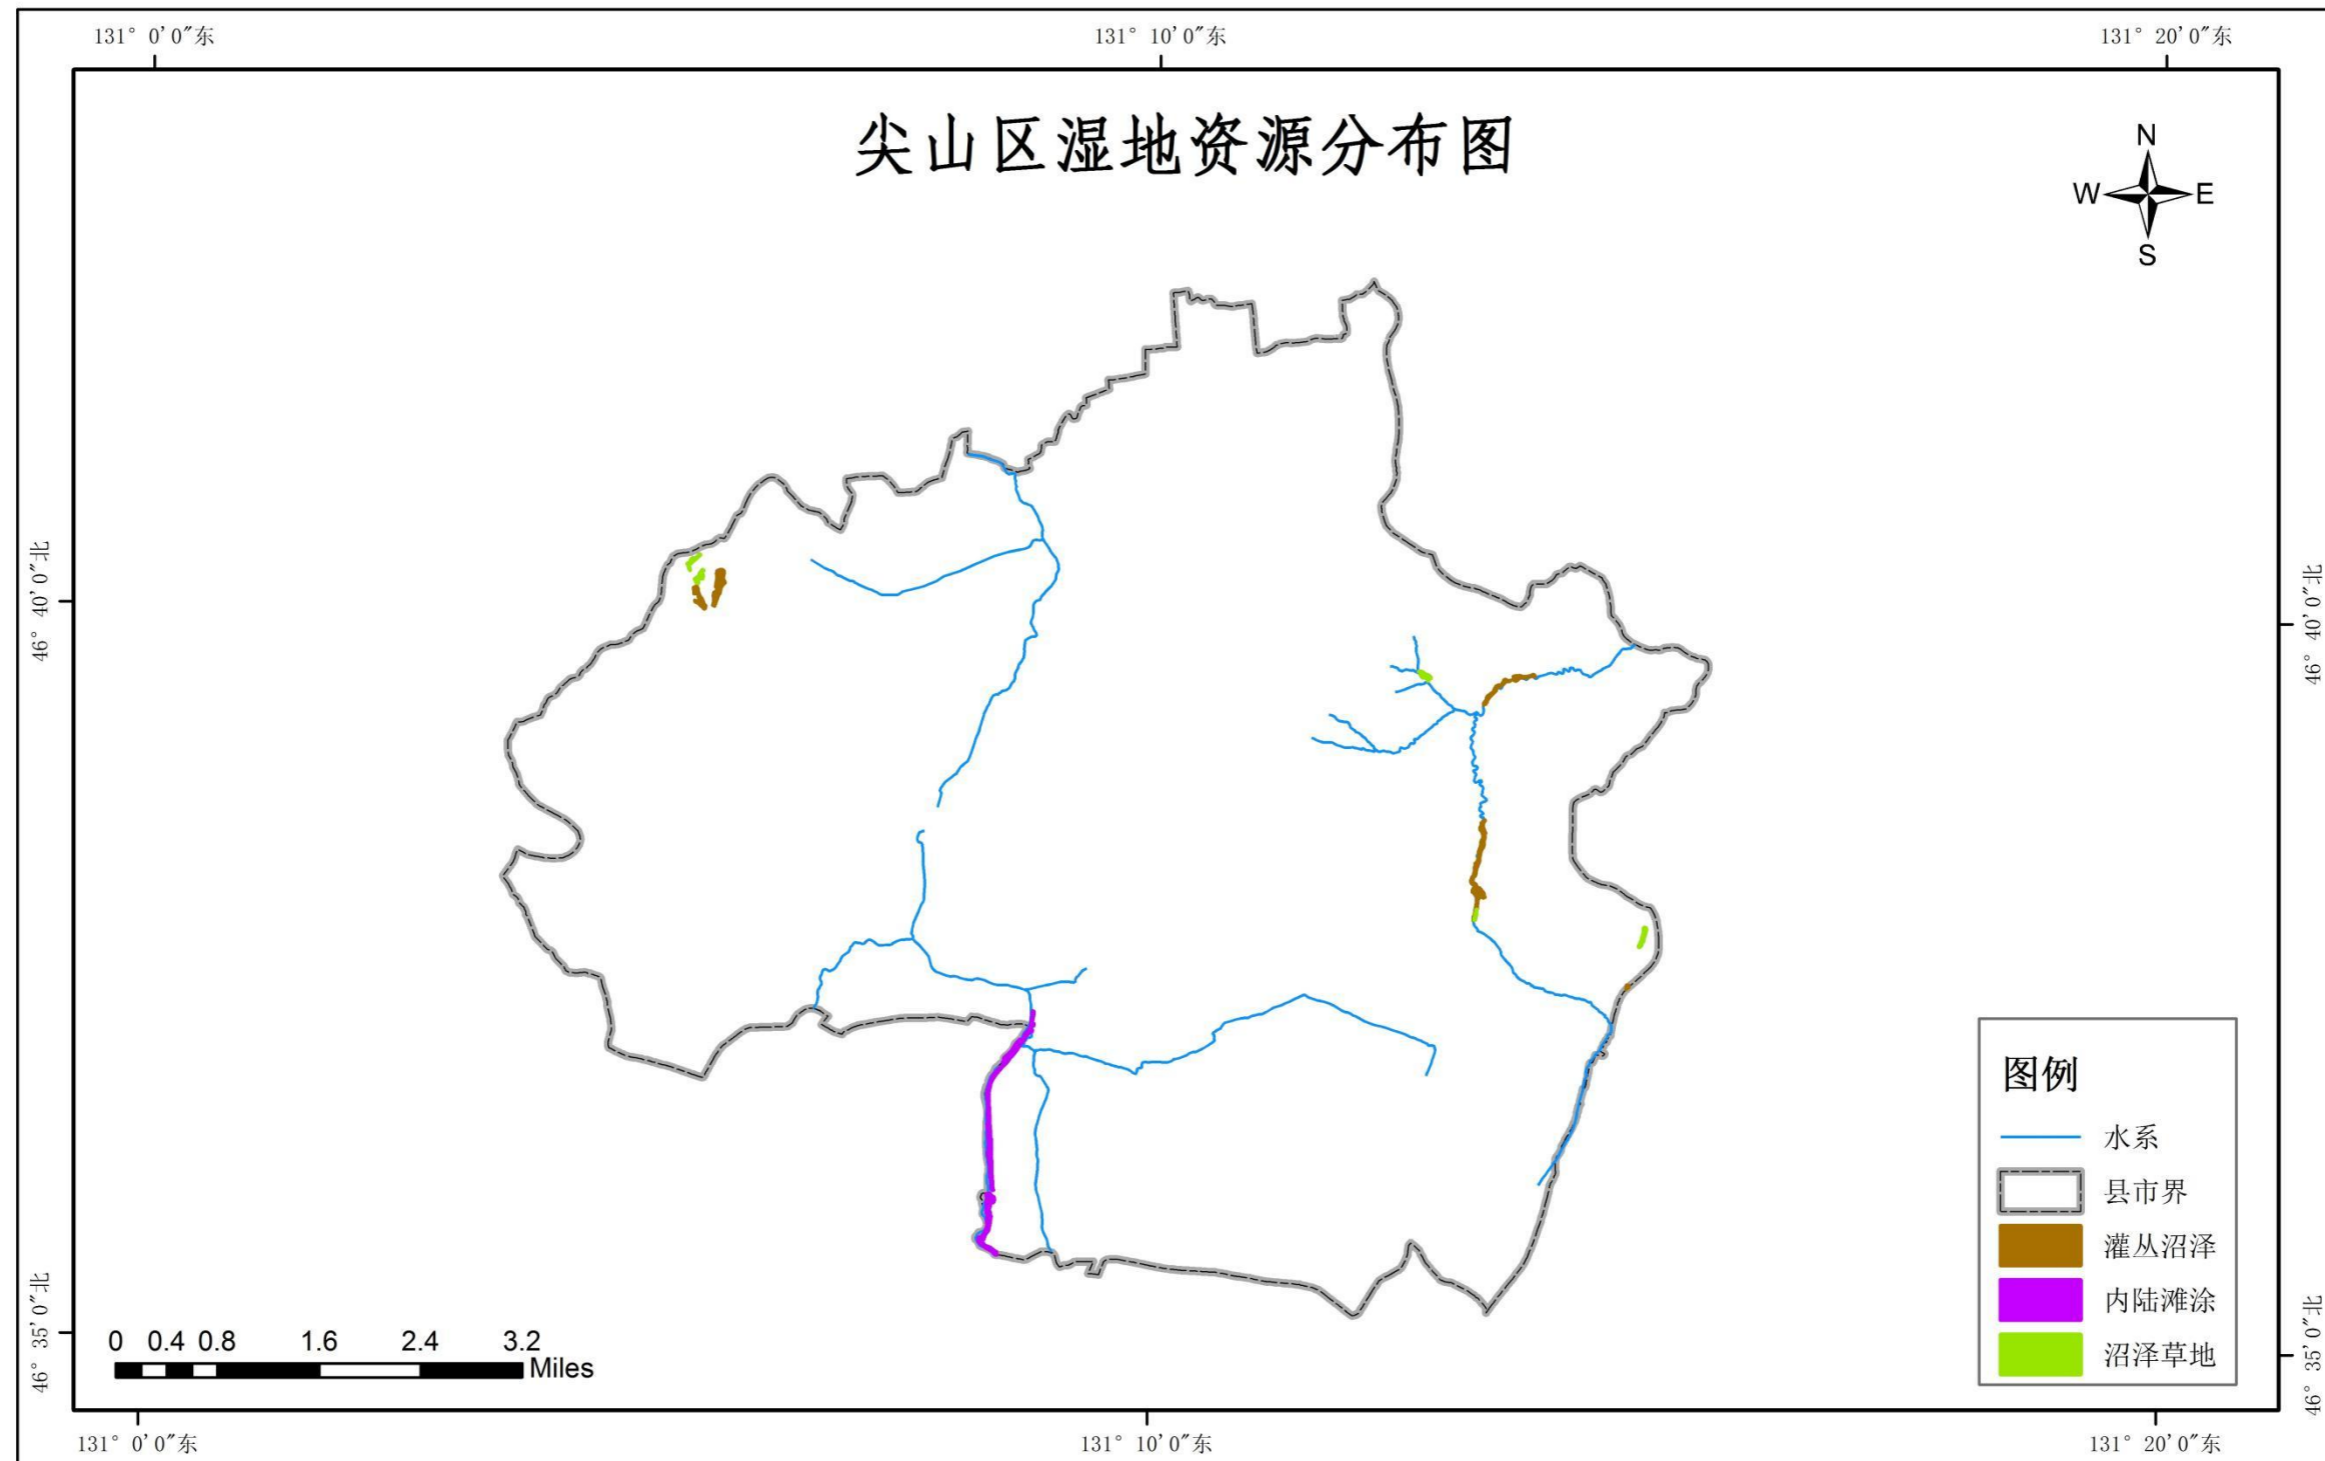 131° 0'0"东
131° 10'0"东
131° 20'0"东
尖山区湿地资源分布图
N
W
E
S
46° 40'0"北
46° 40'0"北
46° 35'0"北
46° 35'0"北
图例
水系
县市界
灌丛沼泽
内陆滩涂
沼泽草地
0 0.4 0.8 1.6 2.4 3.2
Miles
131° 0'0"东
131° 10'0"东
131° 20'0"东